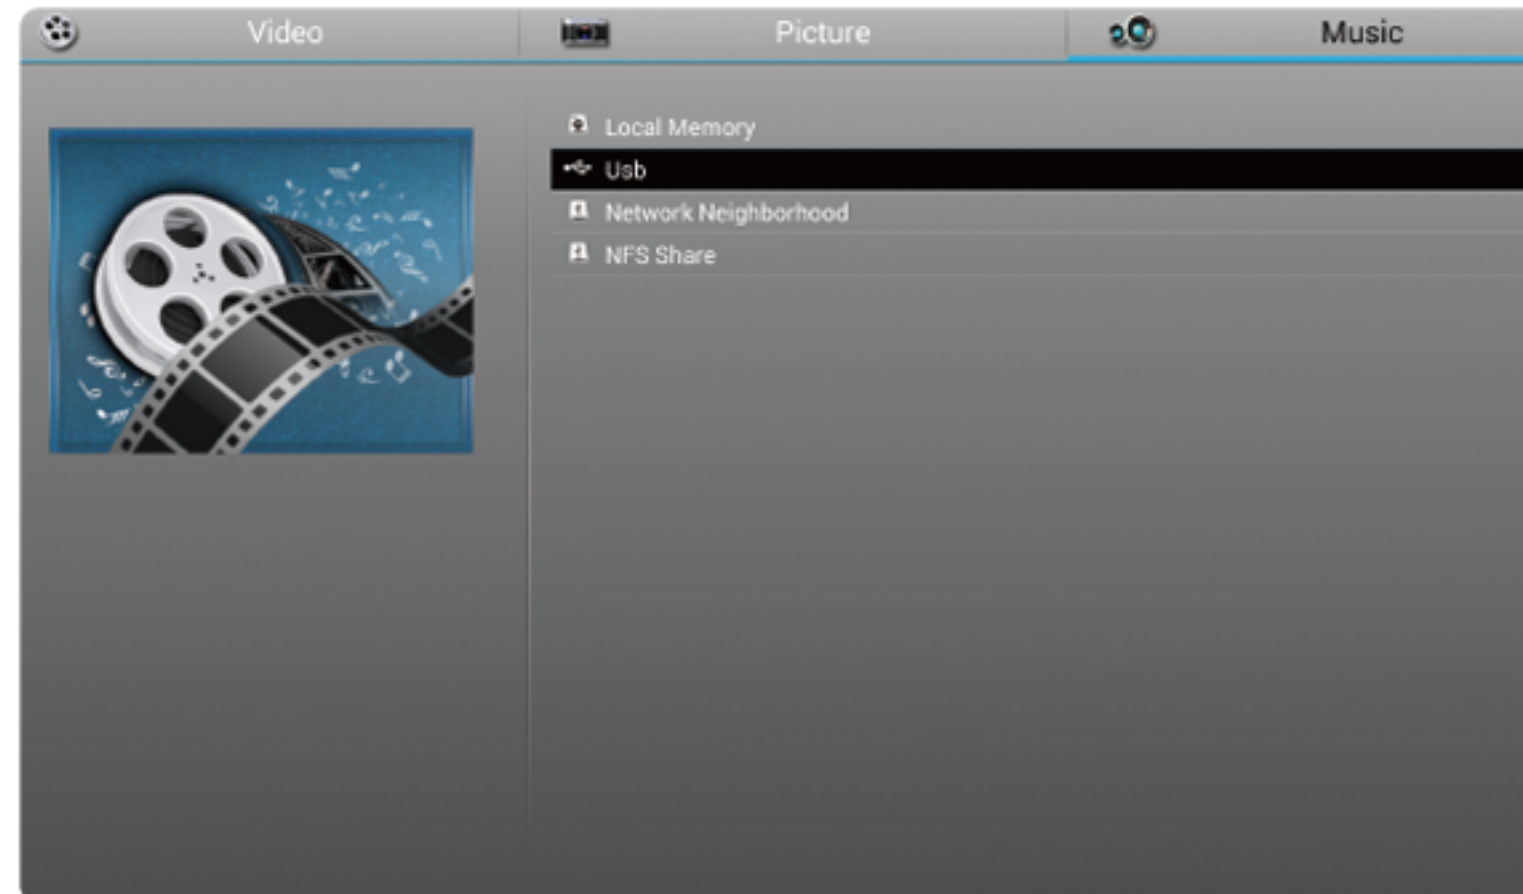 Video
Picture
Music
Local Memory
Usb
Network Neighborhood
NFS Share